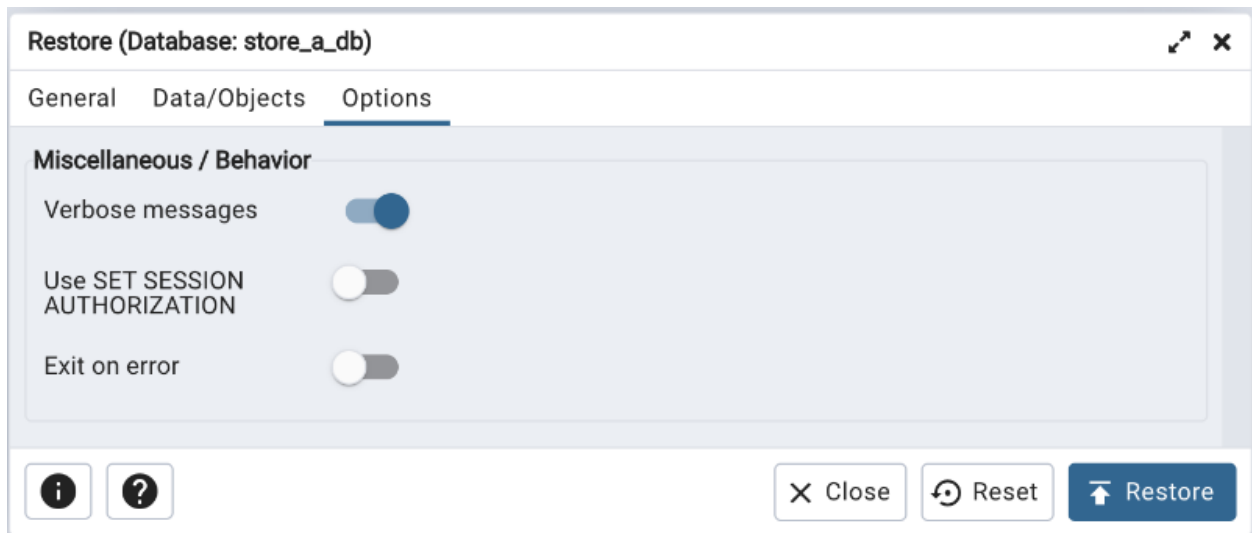 Restore (Database: store_a_db)
General Data/Objects Options
Miscellaneous / Behavior
Verbose messages
Use SET SESSION
AUTHORIZATION
Exit on error
Close Reset Restore